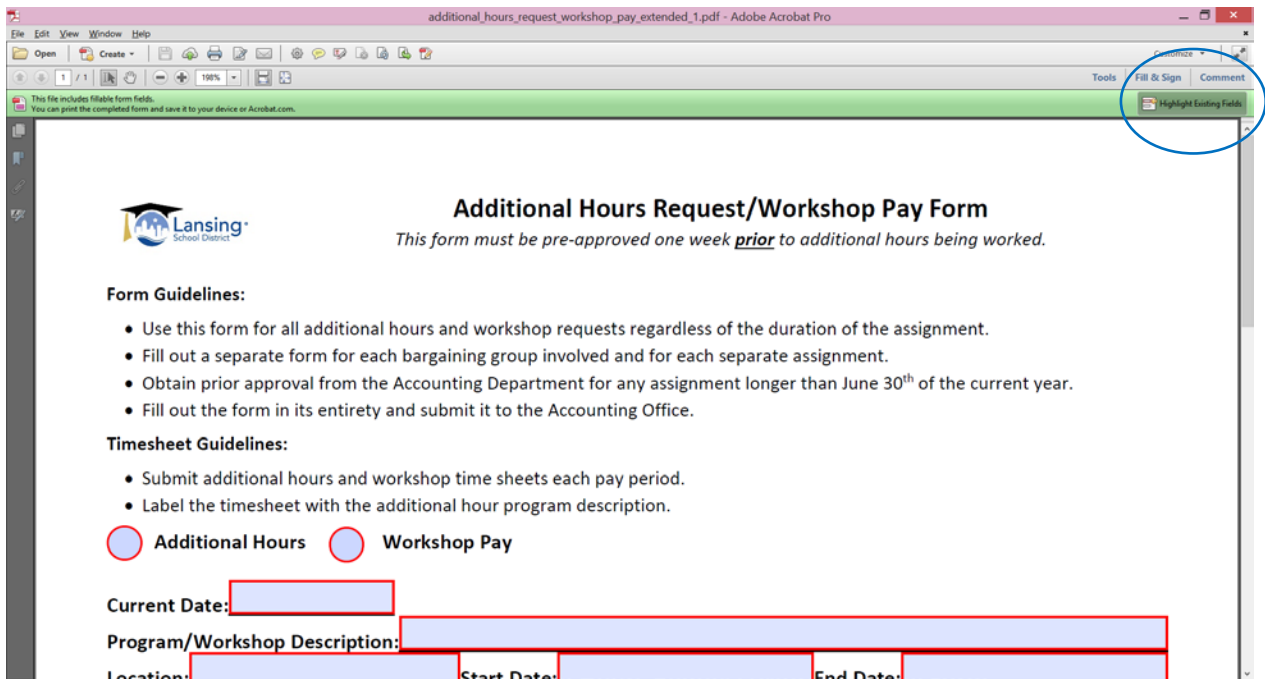 additional_hours_request_workshop_pay_extended_1.pdf - Adobe Acrobat Pro
File Edit View Window Help
Open Create Customize
1 / 1 198% Tools Fill & Sign Comment
This file includes fillable form fields.
You can print the completed form and save it to your device or Acrobat.com.
Highlight Existing Fields
Lansing
School District
Additional Hours Request/Workshop Pay Form
This form must be pre-approved one week prior to additional hours being worked.
Form Guidelines:
• Use this form for all additional hours and workshop requests regardless of the duration of the assignment.
• Fill out a separate form for each bargaining group involved and for each separate assignment.
• Obtain prior approval from the Accounting Department for any assignment longer than June 30th of the current year.
• Fill out the form in its entirety and submit it to the Accounting Office.
Timesheet Guidelines:
• Submit additional hours and workshop time sheets each pay period.
• Label the timesheet with the additional hour program description.
Additional Hours Workshop Pay
Current Date:
Program/Workshop Description:
Location: Start Date: End Date: